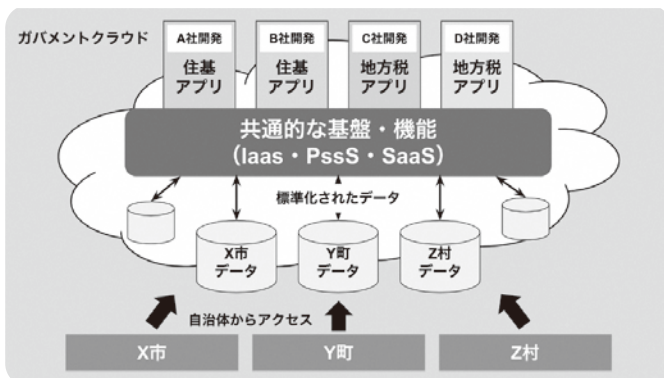 ガバメントクラウド
A社開発
住基
アプリ
B社開発
住基
アプリ
C社開発
地方税
アプリ
D社開発
地方税
アプリ
共通的な基盤・機能
（Iaas・PssS・SaaS）
標準化されたデータ
X市
データ
Y町
データ
Z村
データ
自治体からアクセス
X市
Y町
Z村